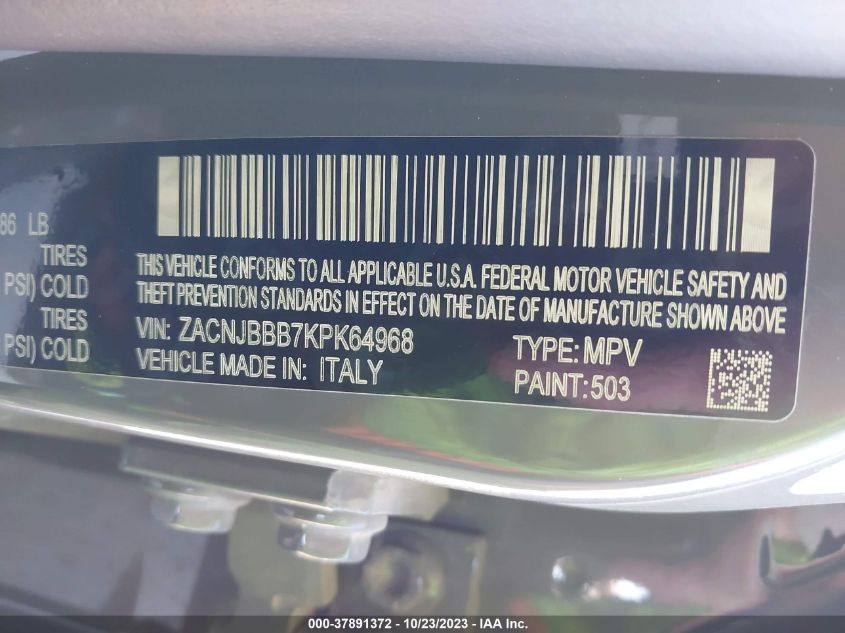 86 LB
TIRES
PSI) COLD
TIRES
PSI) COLD
THIS VEHICLE CONFORMS TO ALL APPLICABLE U.S.A. FEDERAL MOTOR VEHICLE SAFETY AND
THEFT PREVENTION STANDARDS IN EFFECT ON THE DATE OF MANUFACTURE SHOWN ABOVE
VIN: ZACNJBBB7KPK64968
VEHICLE MADE IN: ITALY
TYPE: MPV
PAINT: 503
000-37891372 - 10/23/2023 - IAA Inc.